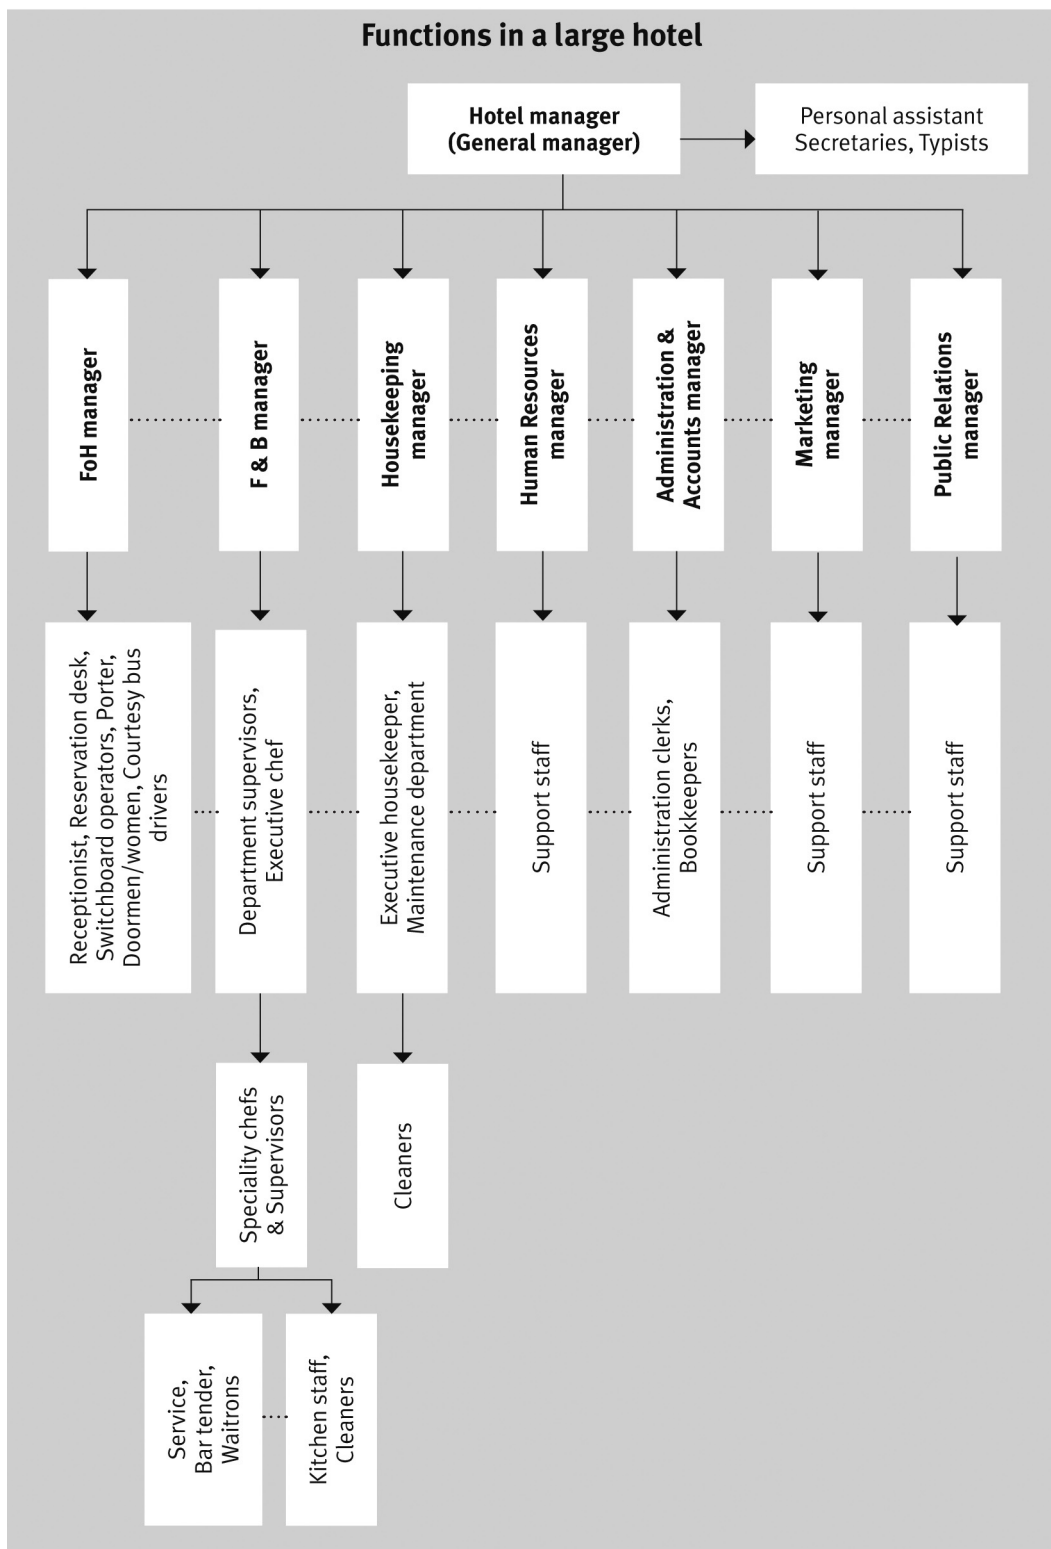 Functions in a large hotel
Hotel manager
(General manager)
Personal assistant
Secretaries, Typists
FoH manager
F & B manager
Housekeeping
manager
Human Resources
manager
Administration &
Accounts manager
Marketing
manager
Public Relations
manager
Receptionist, Reservation desk,
Switchboard operators, Porter,
Doormen/women, Courtesy bus
drivers
Department supervisors,
Executive chef
Executive housekeeper,
Maintenance department
Support staff
Administration clerks,
Bookkeepers
Support staff
Support staff
Speciality chefs
& Supervisors
Cleaners
Service,
Bar tender,
Waitrons
Kitchen staff,
Cleaners